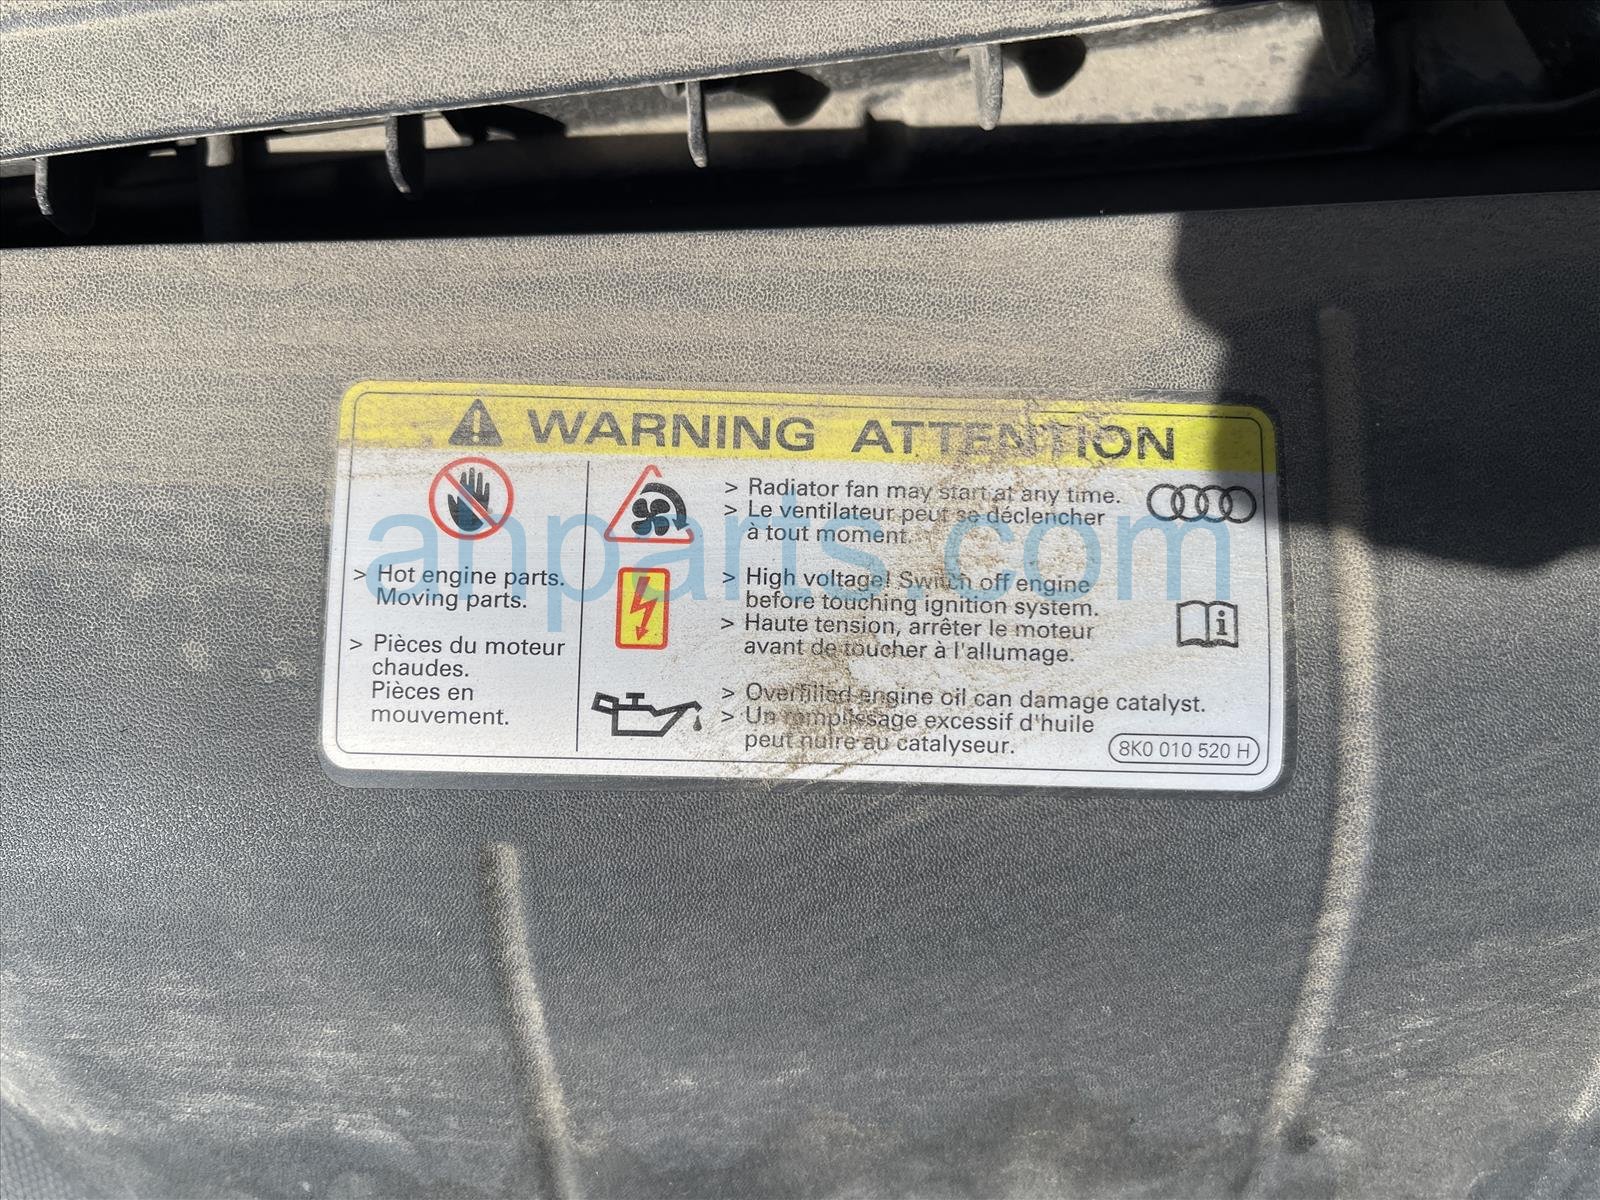 WARNING ATTENTION
> Hot engine parts.
Moving parts.
> Pièces du moteur
chaudes.
Pièces en
mouvement.
> Radiator fan may start at any time.
> Le ventilateur peut se déclencher
à tout moment.
> High voltage! Switch off engine
before touching ignition system.
> Haute tension, arrêter le moteur
avant de toucher à l'allumage.
> Overfilled engine oil can damage catalyst.
> Un remplissage excessif d'huile
peut nuire au catalyseur.
8K0 010 520 H
anparts.com